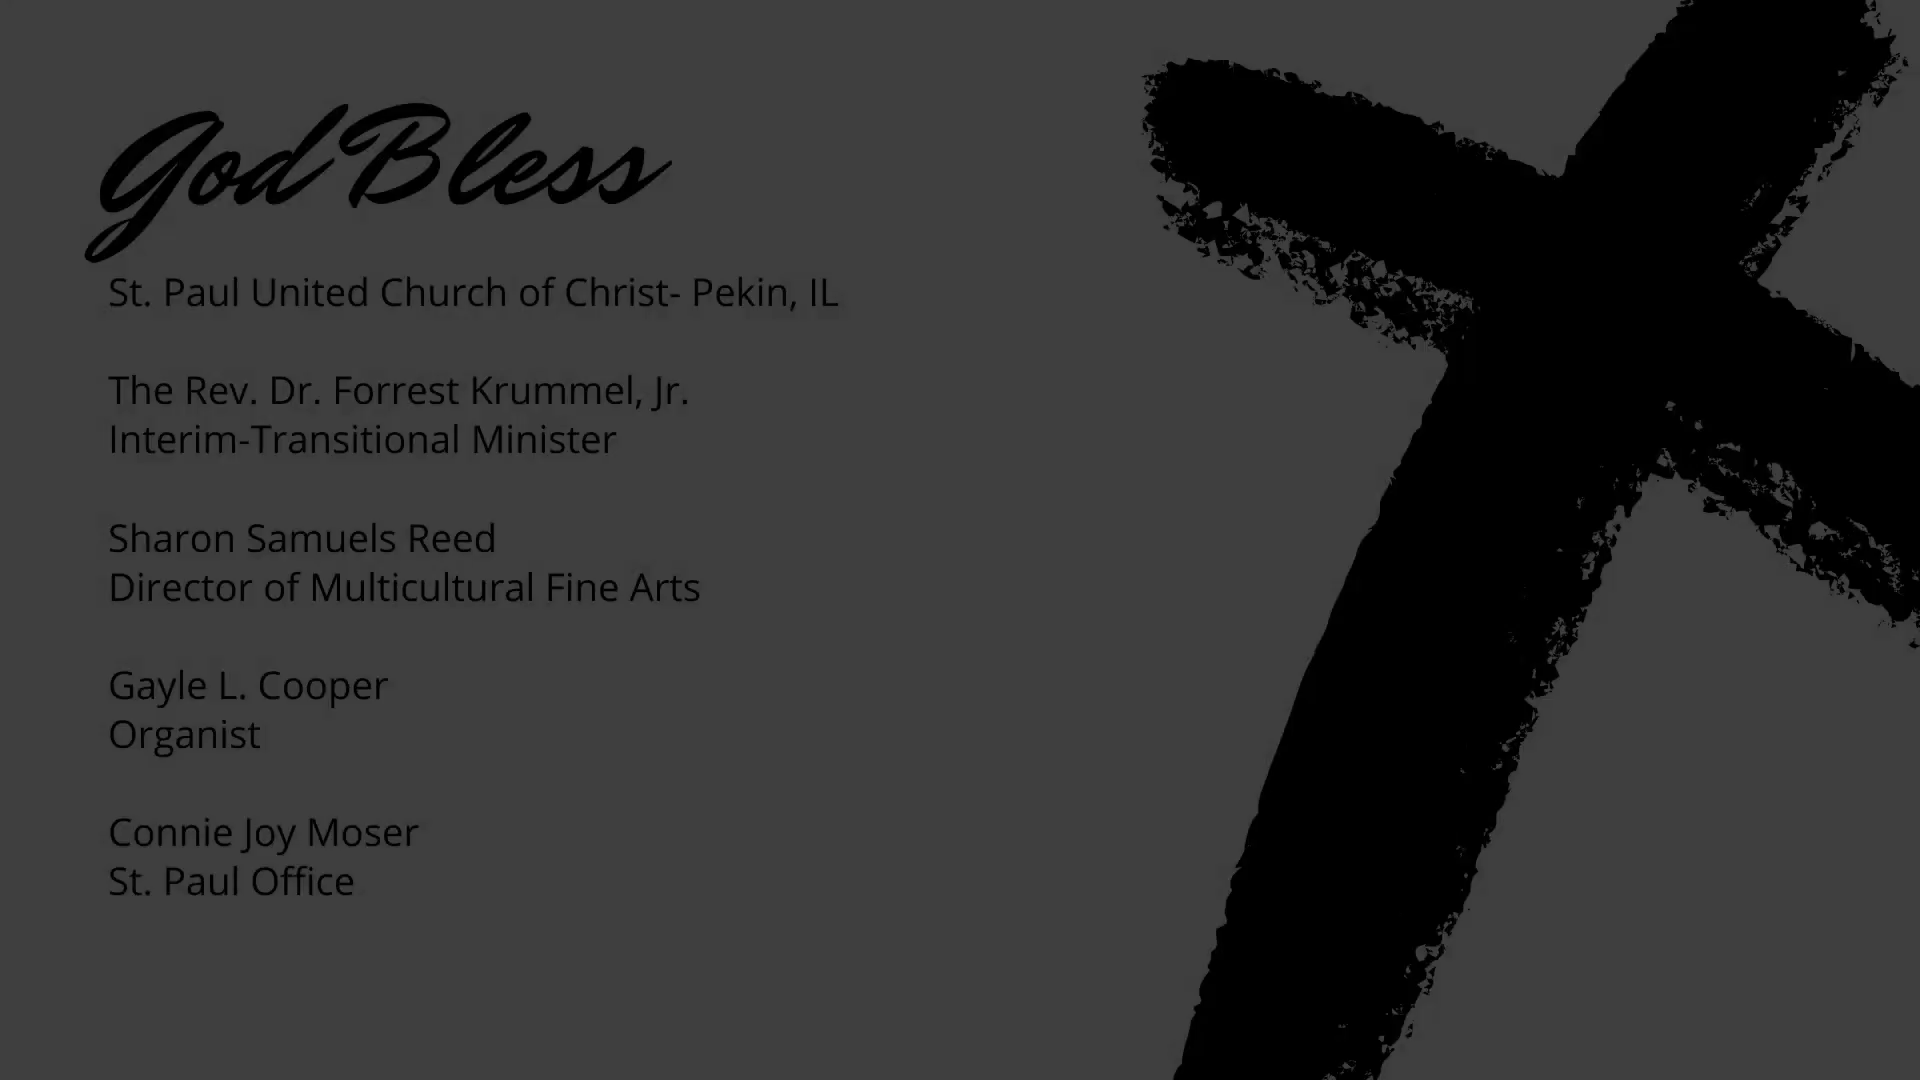 God Bless
St. Paul United Church of Christ- Pekin, IL
The Rev. Dr. Forrest Krummel, Jr.
Interim-Transitional Minister
Sharon Samuels Reed
Director of Multicultural Fine Arts
Gayle L. Cooper
Organist
Connie Joy Moser
St. Paul Office